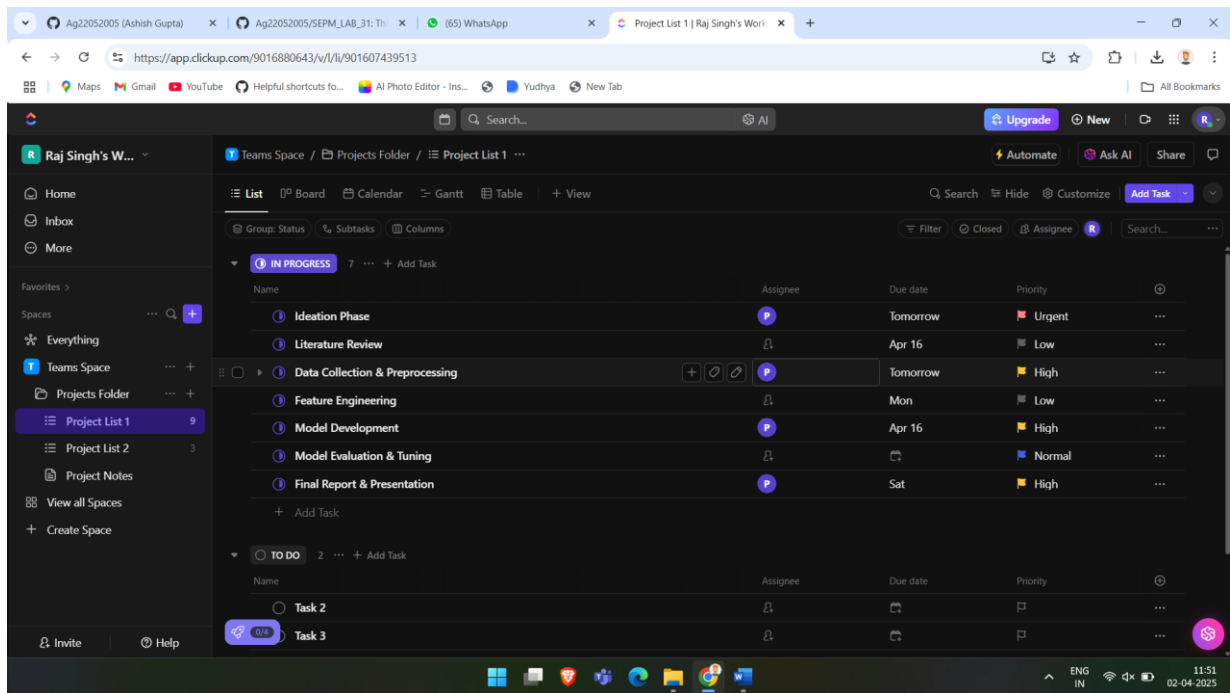 Ag22052005 (Ashish Gupta)
Ag22052005/SEPM_LAB_31: Th
(65) WhatsApp
Project List 1 | Raj Singh's Work
https://app.clickup.com/9016880643/v/l/li/901607439513
Maps Gmail YouTube Helpful shortcuts fo... AI Photo Editor - Ins... Yudhya New Tab All Bookmarks
Search... AI Upgrade New R
R Raj Singh's W...
T Teams Space / Projects Folder / Project List 1 ...
Automate Ask AI Share
Home
Inbox
More
List Board Calendar Gantt Table + View
Search Hide Customize Add Task
Group: Status Subtasks Columns
Filter Closed Assignee R Search... ...
Favorites >
Spaces ...
Everything
T Teams Space ... +
Projects Folder ... +
Project List 1 9
Project List 2 3
Project Notes
View all Spaces
+ Create Space
Invite Help
IN PROGRESS 7 ... + Add Task
Name Assignee Due date Priority
Ideation Phase P Tomorrow Urgent ...
Literature Review Apr 16 Low ...
Data Collection & Preprocessing P Tomorrow High ...
Feature Engineering Mon Low ...
Model Development P Apr 16 High ...
Model Evaluation & Tuning Normal ...
Final Report & Presentation P Sat High ...
+ Add Task
TO DO 2 ... + Add Task
Name Assignee Due date Priority
Task 2 ...
0/4 Task 3 ...
ENG
IN
11:51
02-04-2025